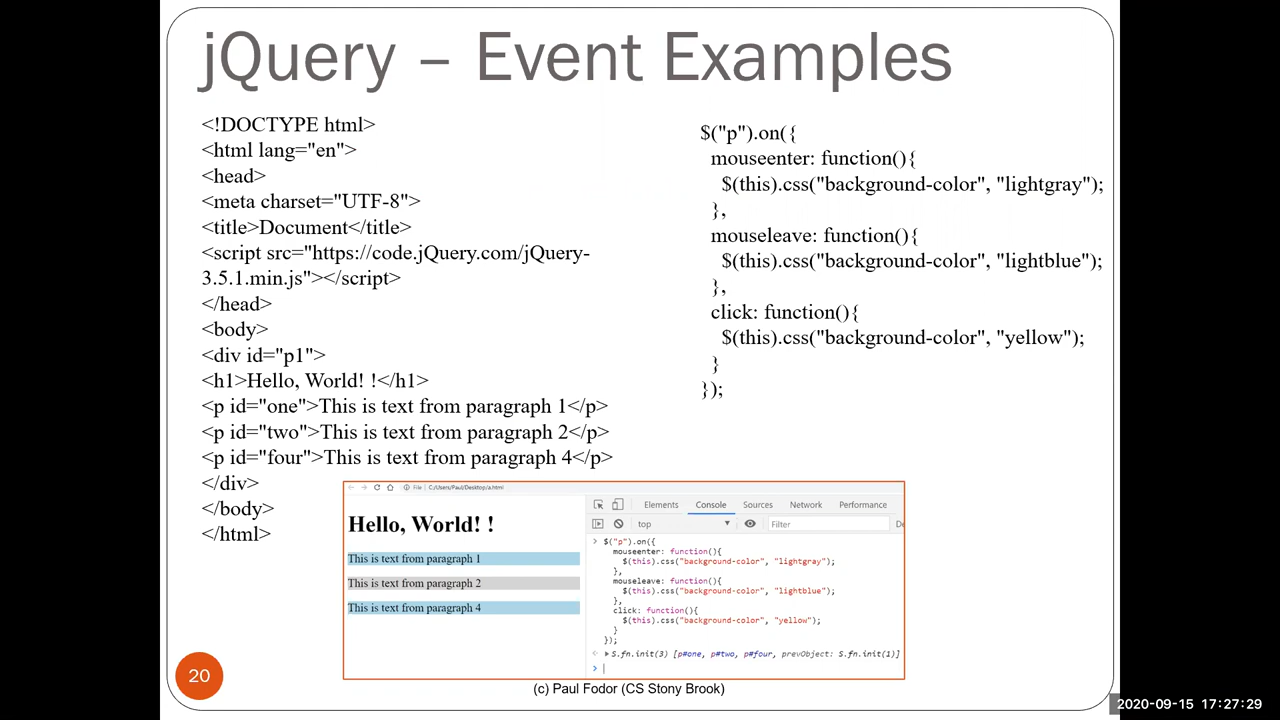 jQuery – Event Examples
<!DOCTYPE html>
<html lang="en">
<head>
<meta charset="UTF-8">
<title>Document</title>
<script src="https://code.jQuery.com/jQuery-
3.5.1.min.js"></script>
</head>
<body>
<div id="p1">
<h1>Hello, World! !</h1>
<p id="one">This is text from paragraph 1</p>
<p id="two">This is text from paragraph 2</p>
<p id="four">This is text from paragraph 4</p>
</div>
</body>
</html>
$("p").on({
mouseenter: function(){
$(this).css("background-color", "lightgray");
},
mouseleave: function(){
$(this).css("background-color", "lightblue");
},
click: function(){
$(this).css("background-color", "yellow");
}
});
File | C:/Users/Paul/Desktop/a.html
Hello, World! !
This is text from paragraph 1
This is text from paragraph 2
This is text from paragraph 4
Elements Console Sources Network Performance
top Filter De
> $("p").on({
mouseenter: function(){
$(this).css("background-color", "lightgray");
},
mouseleave: function(){
$(this).css("background-color", "lightblue");
},
click: function(){
$(this).css("background-color", "yellow");
}
});
S.fn.init(3) [p#one, p#two, p#four, prevObject: S.fn.init(1)]
>
20
(c) Paul Fodor (CS Stony Brook)
2020-09-15 17:27:29